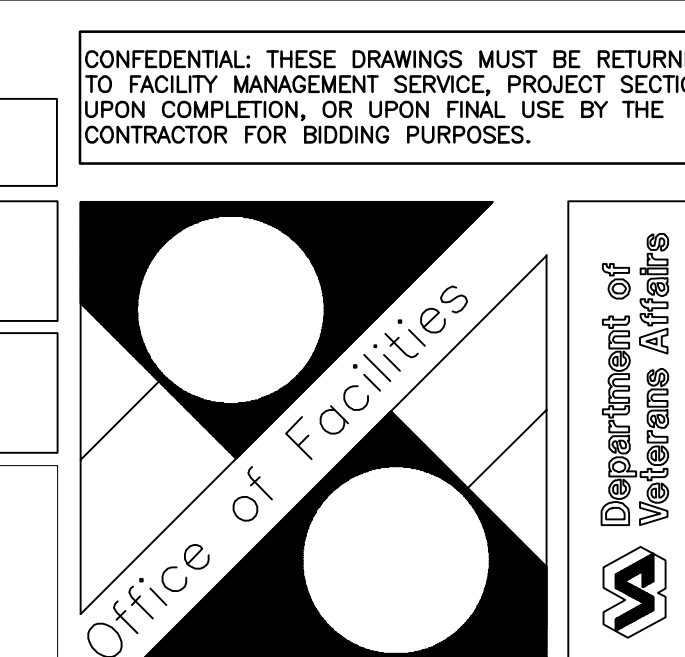 CONFEDENTIAL: THESE DRAWINGS MUST BE RETURN
TO FACILITY MANAGEMENT SERVICE, PROJECT SECTIO
UPON COMPLETION, OR UPON FINAL USE BY THE
CONTRACTOR FOR BIDDING PURPOSES.
Office of Facilities
Department of
Veterans Affairs